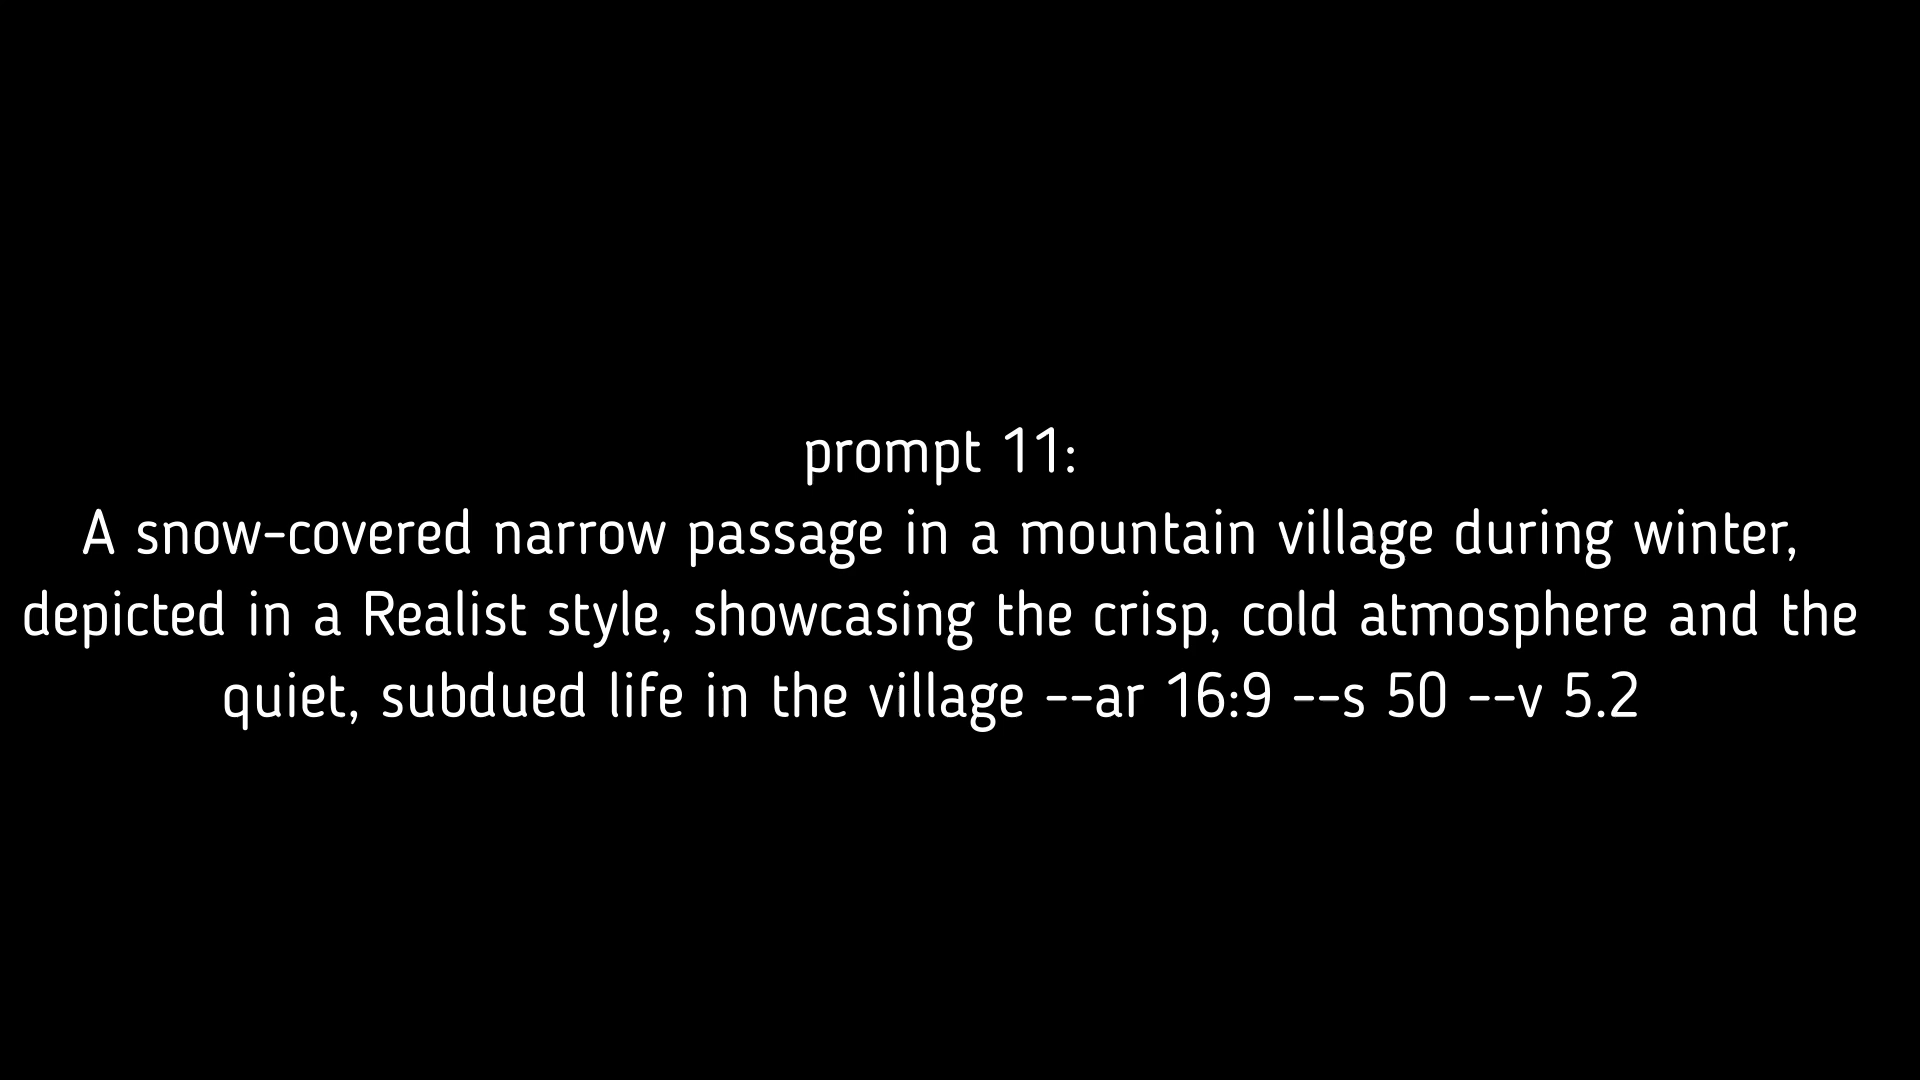 prompt 11:
A snow-covered narrow passage in a mountain village during winter,
depicted in a Realist style, showcasing the crisp, cold atmosphere and the
quiet, subdued life in the village --ar 16:9 --s 50 --v 5.2